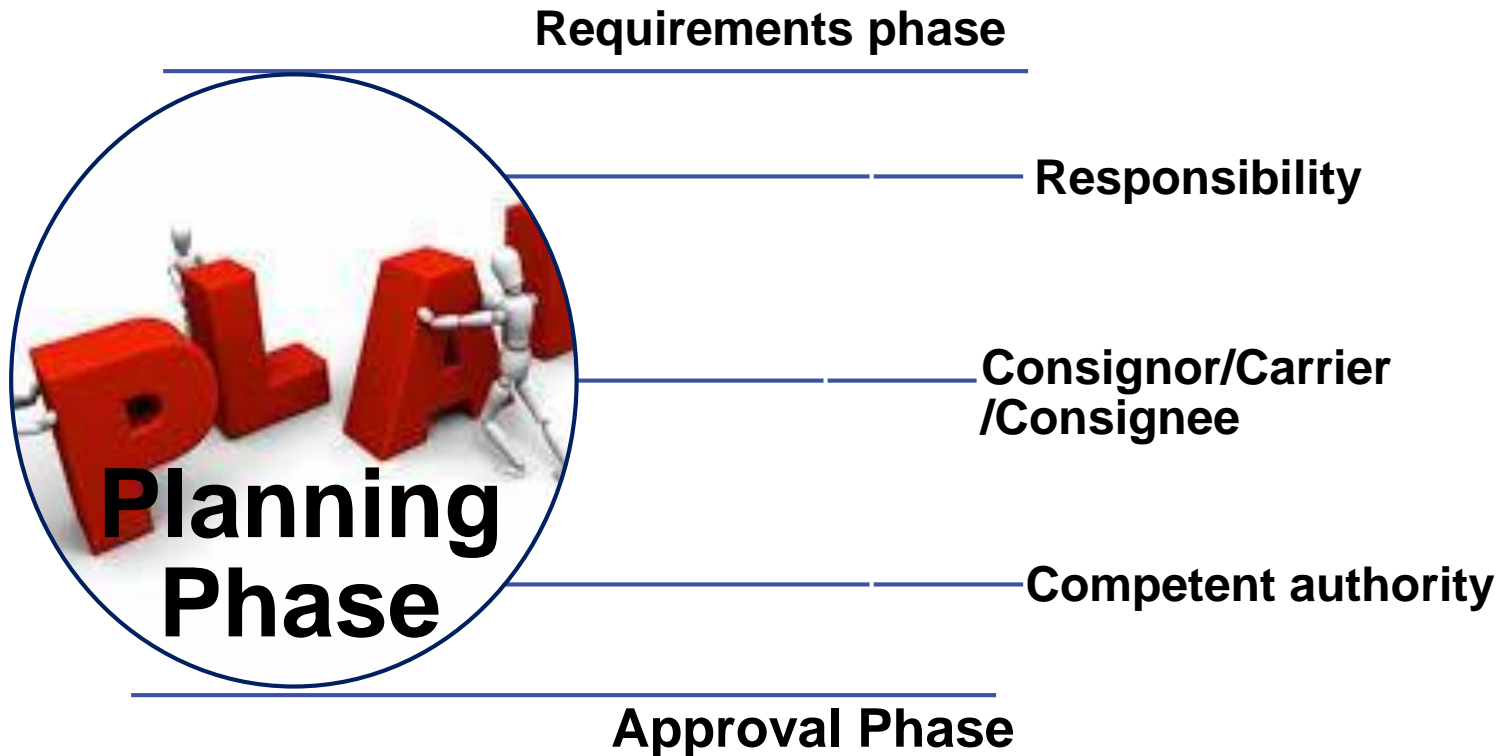 Requirements phase
Responsibility
Consignor/Carrier
/Consignee
PLA
Planning
Phase
Competent authority
Approval Phase